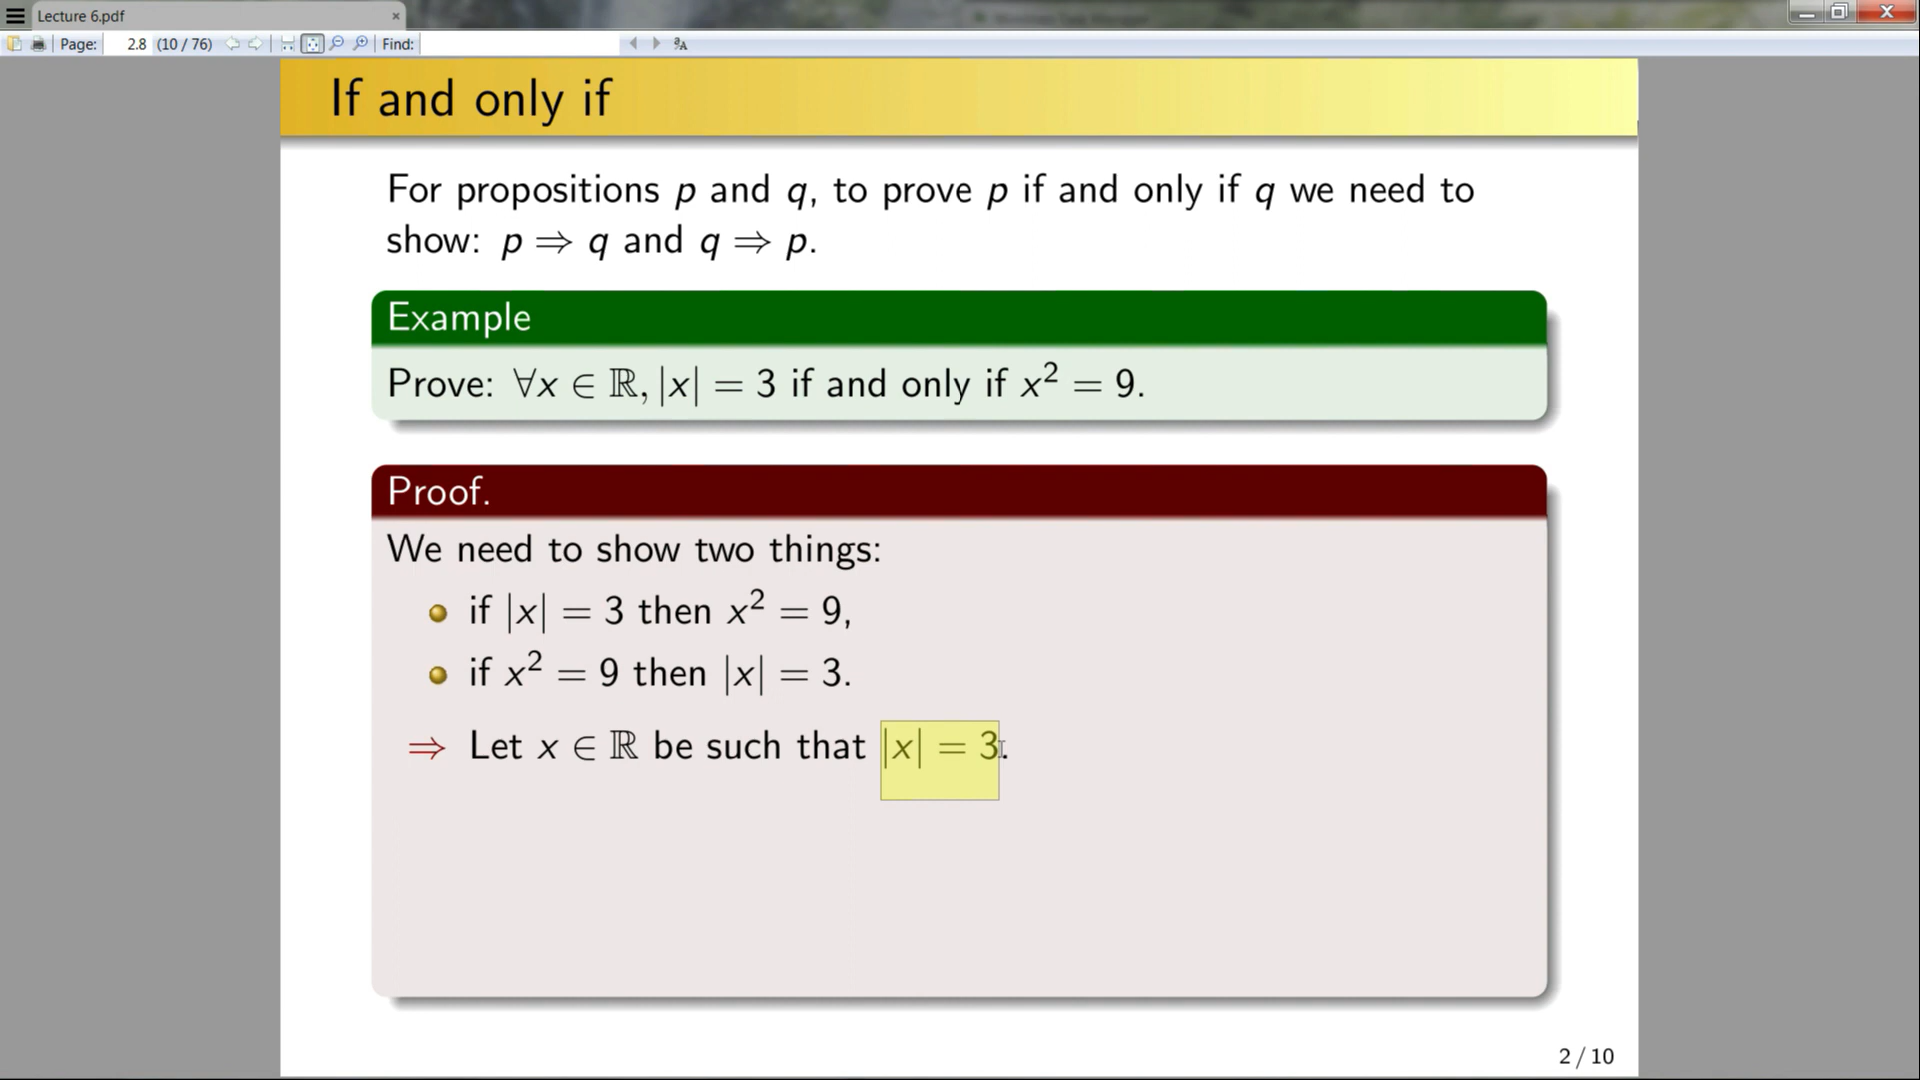 Lecture 6.pdf
Page: 2.8 (10 / 76) Find:
If and only if
For propositions p and q, to prove p if and only if q we need to
show: p ⇒ q and q ⇒ p.
Example
Prove: ∀x ∈ ℝ, |x| = 3 if and only if x² = 9.
Proof.
We need to show two things:
if |x| = 3 then x² = 9,
if x² = 9 then |x| = 3.
⇒ Let x ∈ ℝ be such that |x| = 3.
2 / 10